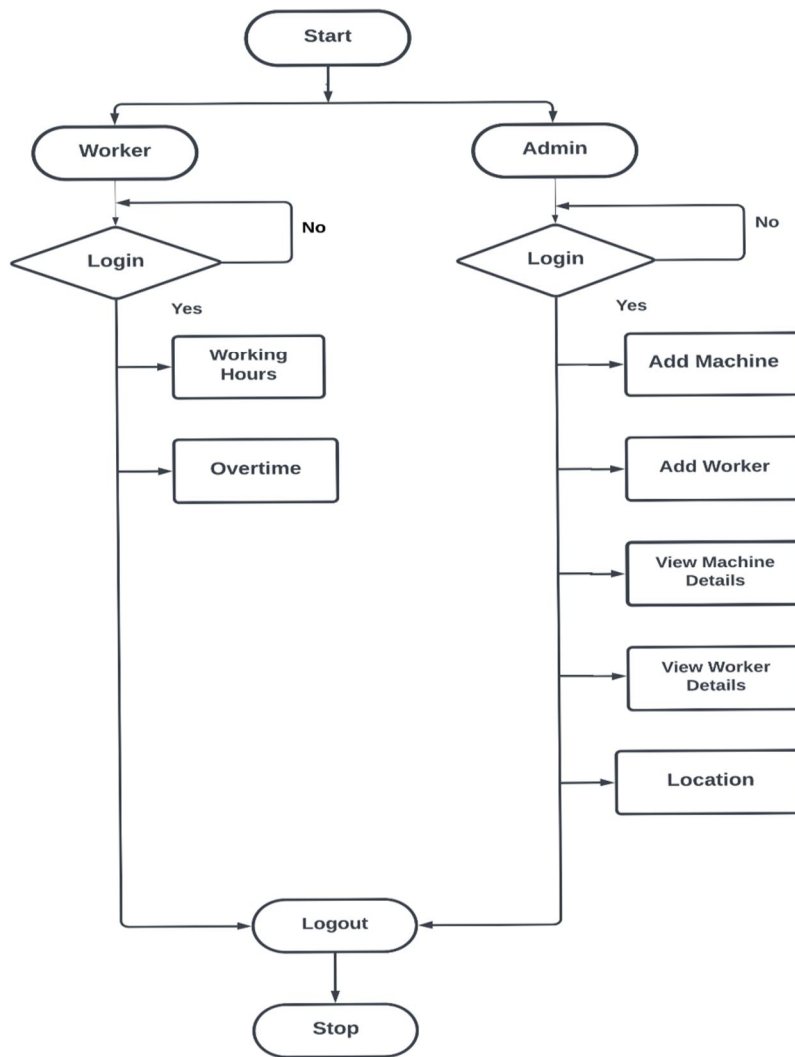 Start
Worker
Admin
Login
No
Login
No
Yes
Yes
Working
Hours
Add Machine
Overtime
Add Worker
View Machine
Details
View Worker
Details
Location
Logout
Stop